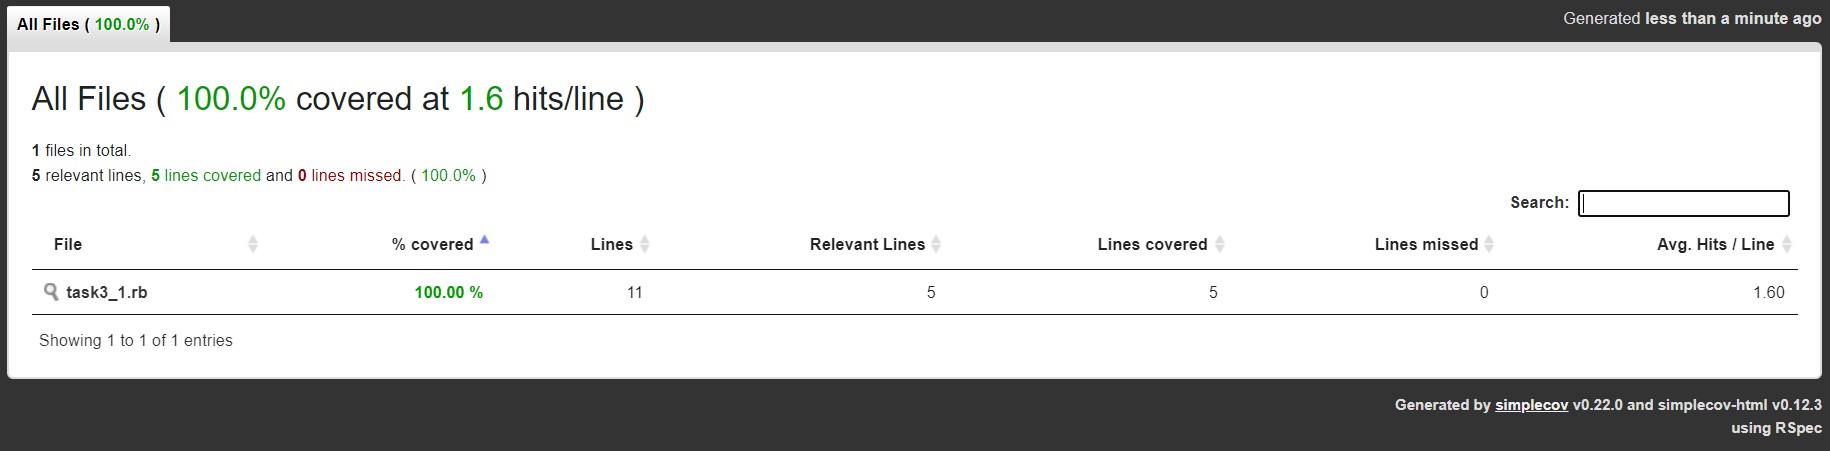 All Files ( 100.0% )
Generated less than a minute ago
All Files ( 100.0% covered at 1.6 hits/line )
1 files in total.
5 relevant lines, 5 lines covered and 0 lines missed. ( 100.0% )
Search:
File % covered Lines Relevant Lines Lines covered Lines missed Avg. Hits / Line
task3_1.rb 100.00 % 11 5 5 0 1.60
Showing 1 to 1 of 1 entries
Generated by simplecov v0.22.0 and simplecov-html v0.12.3
using RSpec